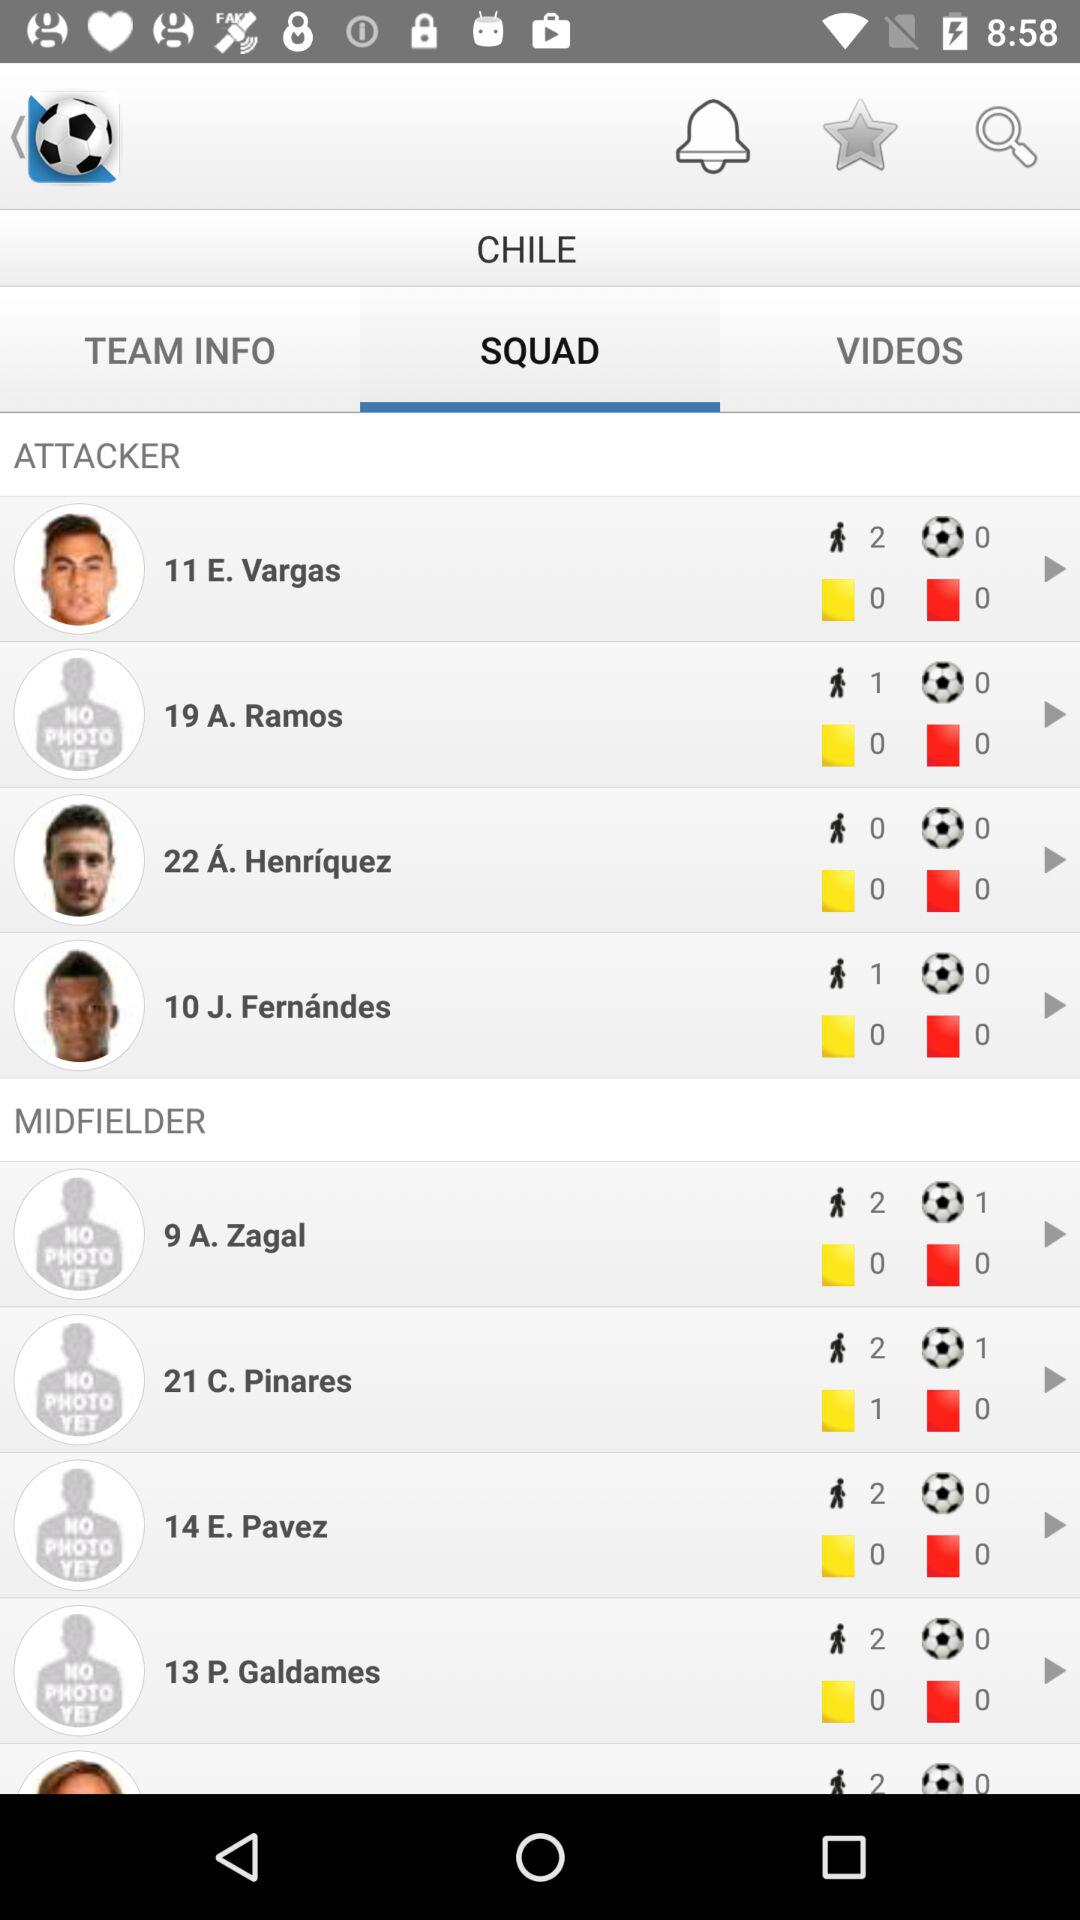 FAKE
8:58
CHILE
TEAM INFO
SQUAD
VIDEOS
ATTACKER
11 E. Vargas
2 0
0 0
NO PHOTO YET
19 A. Ramos
1 0
0 0
22 Á. Henríquez
0 0
0 0
10 J. Fernándes
1 0
0 0
MIDFIELDER
NO PHOTO YET
9 A. Zagal
2 1
0 0
NO PHOTO YET
21 C. Pinares
2 1
1 0
NO PHOTO YET
14 E. Pavez
2 0
0 0
NO PHOTO YET
13 P. Galdames
2 0
0 0
2 0